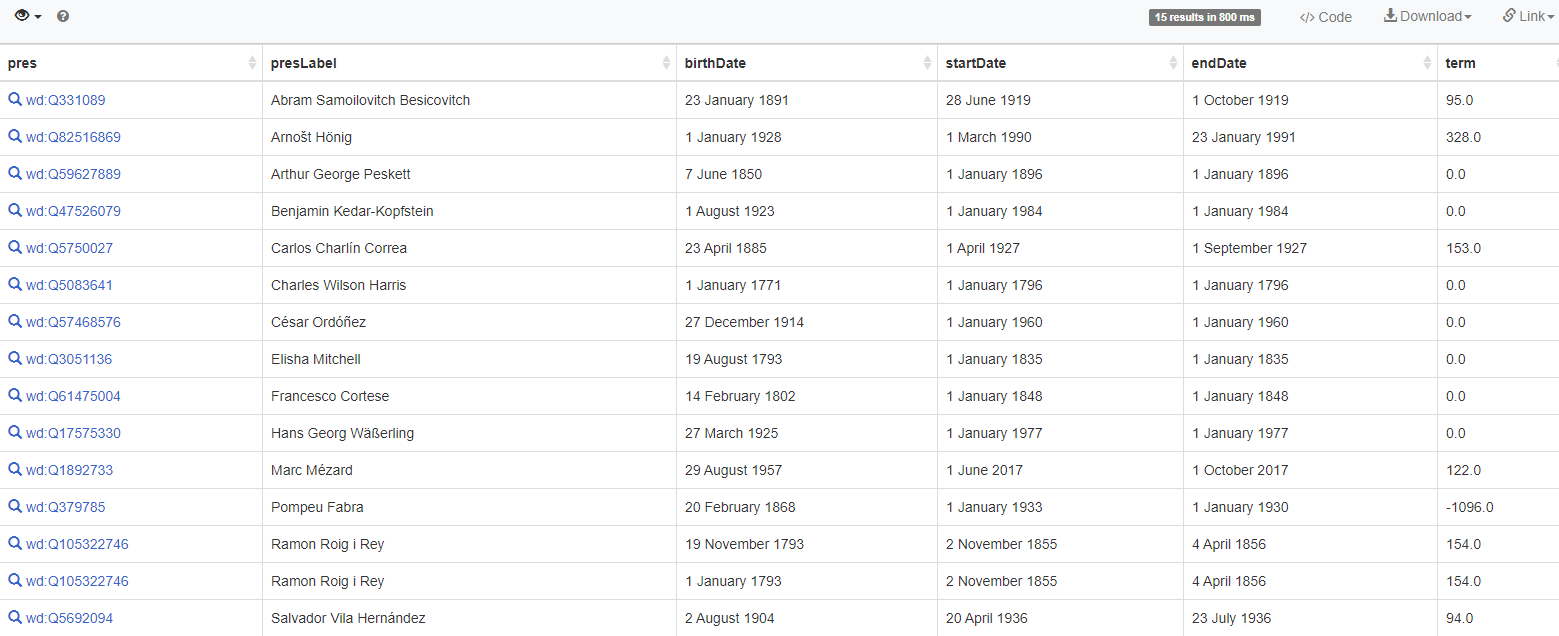 15 results in 800 ms </> Code Download Link
pres presLabel birthDate startDate endDate term
wd:Q331089 Abram Samoilovitch Besicovitch 23 January 1891 28 June 1919 1 October 1919 95.0
wd:Q82516869 Arnošt Hönig 1 January 1928 1 March 1990 23 January 1991 328.0
wd:Q59627889 Arthur George Peskett 7 June 1850 1 January 1896 1 January 1896 0.0
wd:Q47526079 Benjamin Kedar-Kopfstein 1 August 1923 1 January 1984 1 January 1984 0.0
wd:Q5750027 Carlos Charlín Correa 23 April 1885 1 April 1927 1 September 1927 153.0
wd:Q5083641 Charles Wilson Harris 1 January 1771 1 January 1796 1 January 1796 0.0
wd:Q57468576 César Ordóñez 27 December 1914 1 January 1960 1 January 1960 0.0
wd:Q3051136 Elisha Mitchell 19 August 1793 1 January 1835 1 January 1835 0.0
wd:Q61475004 Francesco Cortese 14 February 1802 1 January 1848 1 January 1848 0.0
wd:Q17575330 Hans Georg Wäßerling 27 March 1925 1 January 1977 1 January 1977 0.0
wd:Q1892733 Marc Mézard 29 August 1957 1 June 2017 1 October 2017 122.0
wd:Q379785 Pompeu Fabra 20 February 1868 1 January 1933 1 January 1930 -1096.0
wd:Q105322746 Ramon Roig i Rey 19 November 1793 2 November 1855 4 April 1856 154.0
wd:Q105322746 Ramon Roig i Rey 1 January 1793 2 November 1855 4 April 1856 154.0
wd:Q5692094 Salvador Vila Hernández 2 August 1904 20 April 1936 23 July 1936 94.0